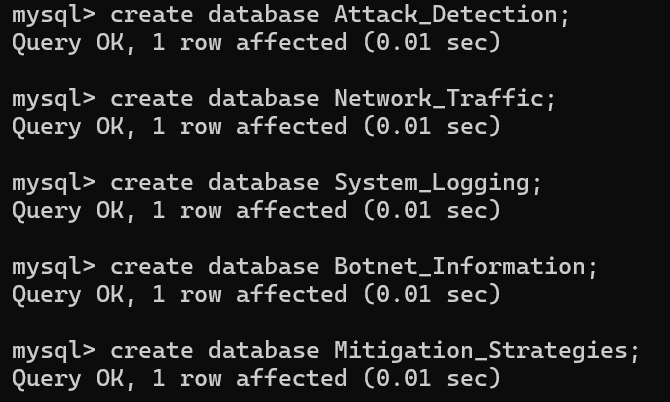 mysql> create database Attack_Detection;
Query OK, 1 row affected (0.01 sec)
mysql> create database Network_Traffic;
Query OK, 1 row affected (0.01 sec)
mysql> create database System_Logging;
Query OK, 1 row affected (0.01 sec)
mysql> create database Botnet_Information;
Query OK, 1 row affected (0.01 sec)
mysql> create database Mitigation_Strategies;
Query OK, 1 row affected (0.01 sec)